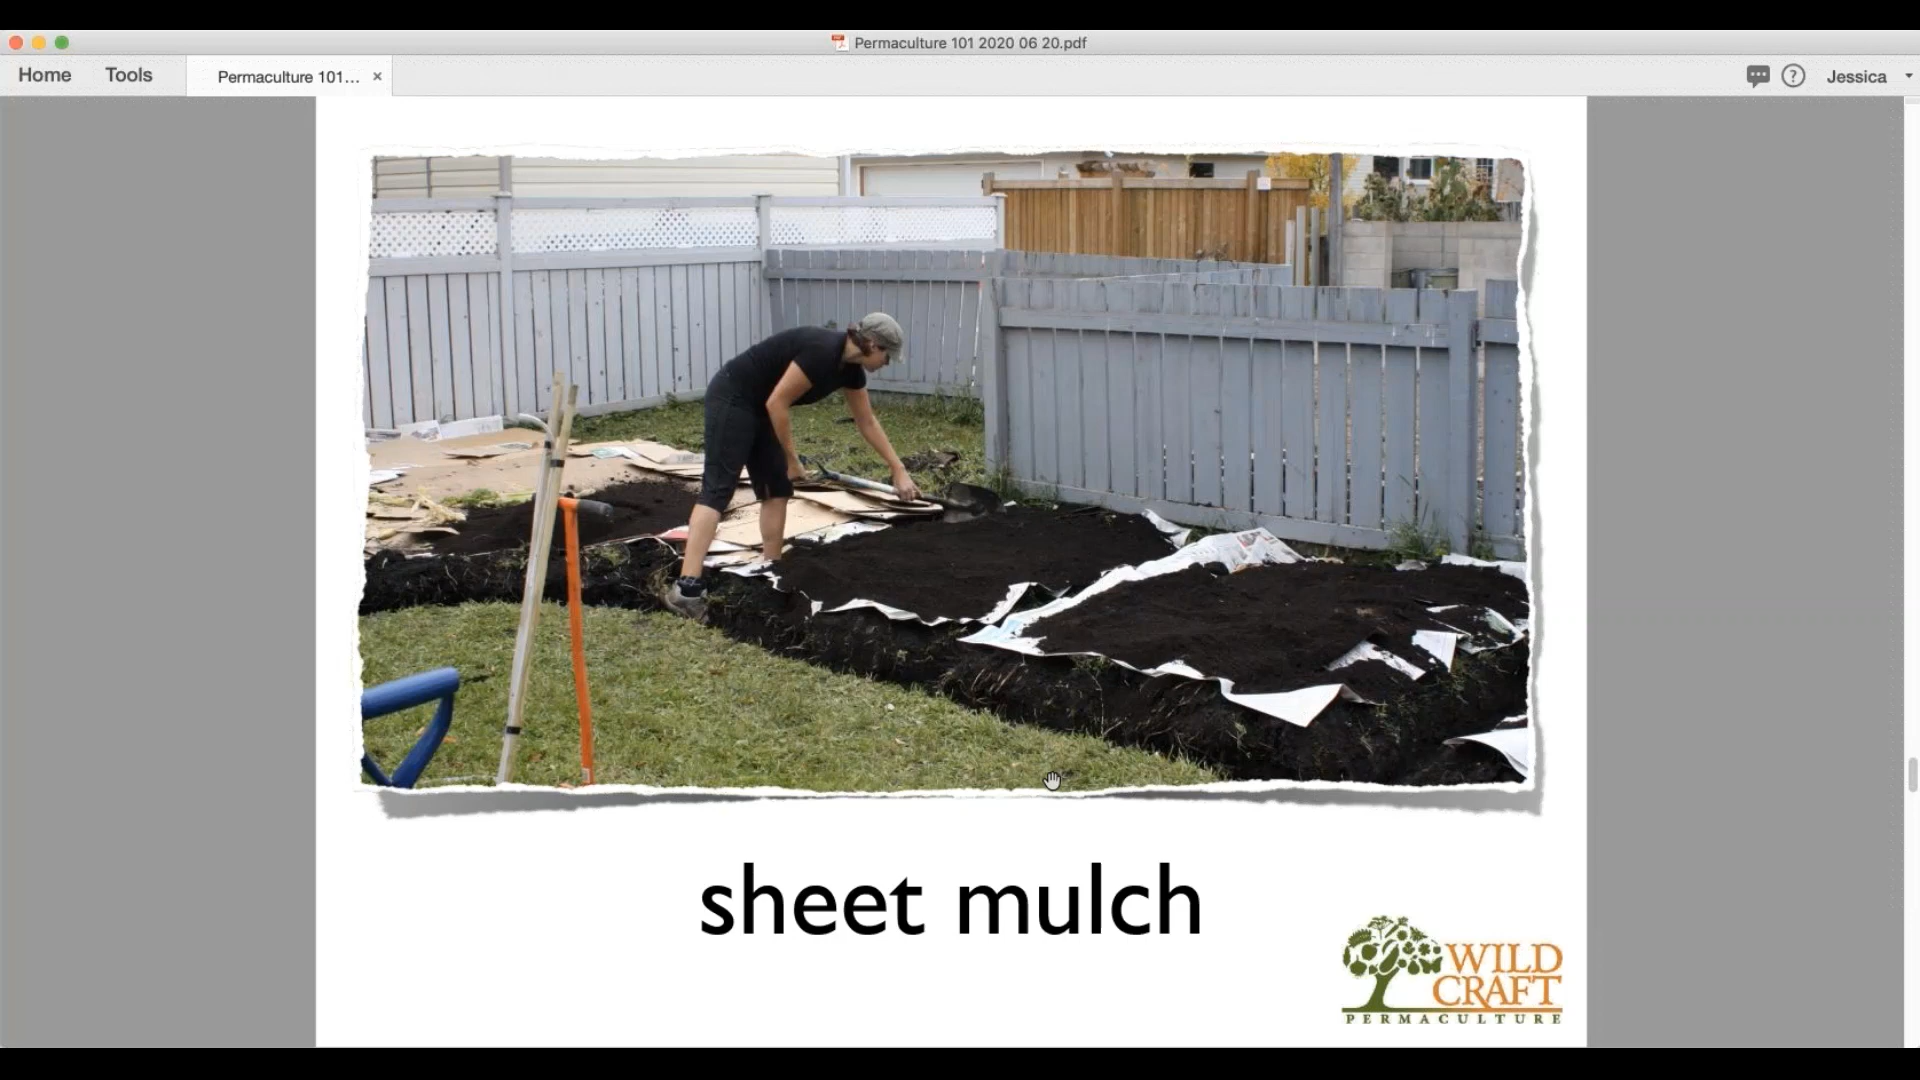 Permaculture 101 2020 06 20.pdf
Home
Tools
Permaculture 101...
Jessica
sheet mulch
WILD
CRAFT
PERMACULTURE